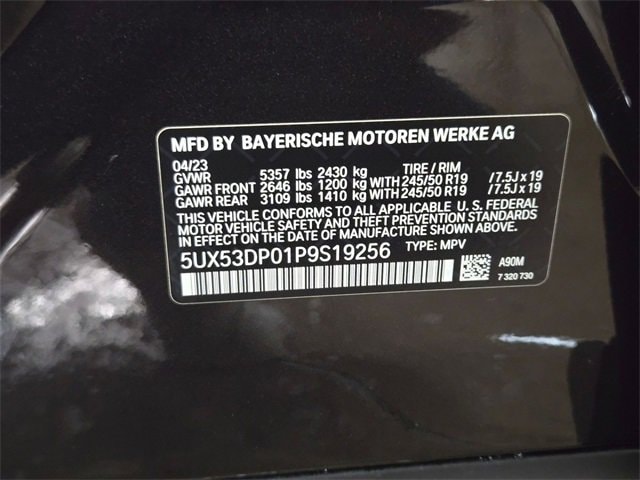 MFD BY BAYERISCHE MOTOREN WERKE AG
04/23 TIRE / RIM
GVWR 5357 lbs 2430 kg
GAWR FRONT 2646 lbs 1200 kg WITH 245/50 R19 /7.5J x 19
GAWR REAR 3109 lbs 1410 kg WITH 245/50 R19 /7.5J x 19
THIS VEHICLE CONFORMS TO ALL APPLICABLE U. S. FEDERAL
MOTOR VEHICLE SAFETY AND THEFT PREVENTION STANDARDS
IN EFFECT ON THE DATE OF MANUFACTURE SHOWN ABOVE.
5UX53DP01P9S19256 TYPE: MPV
A90M
7 320 730